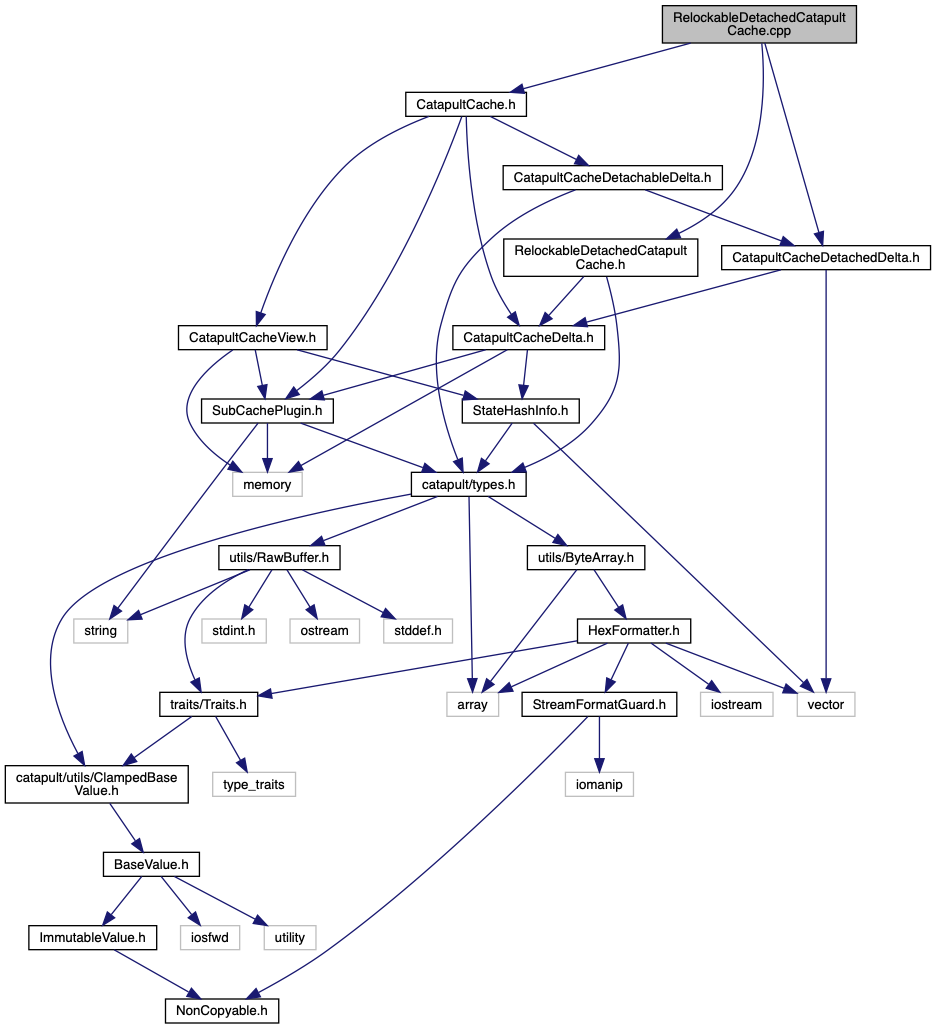 RelockableDetachedCatapult
Cache.cpp
CatapultCache.h
CatapultCacheDetachableDelta.h
RelockableDetachedCatapult
Cache.h
CatapultCacheDetachedDelta.h
CatapultCacheView.h
CatapultCacheDelta.h
SubCachePlugin.h
StateHashInfo.h
memory
catapult/types.h
utils/RawBuffer.h
utils/ByteArray.h
string
stdint.h
ostream
stddef.h
HexFormatter.h
traits/Traits.h
array
StreamFormatGuard.h
iostream
vector
catapult/utils/ClampedBase
Value.h
type_traits
iomanip
BaseValue.h
ImmutableValue.h
iosfwd
utility
NonCopyable.h